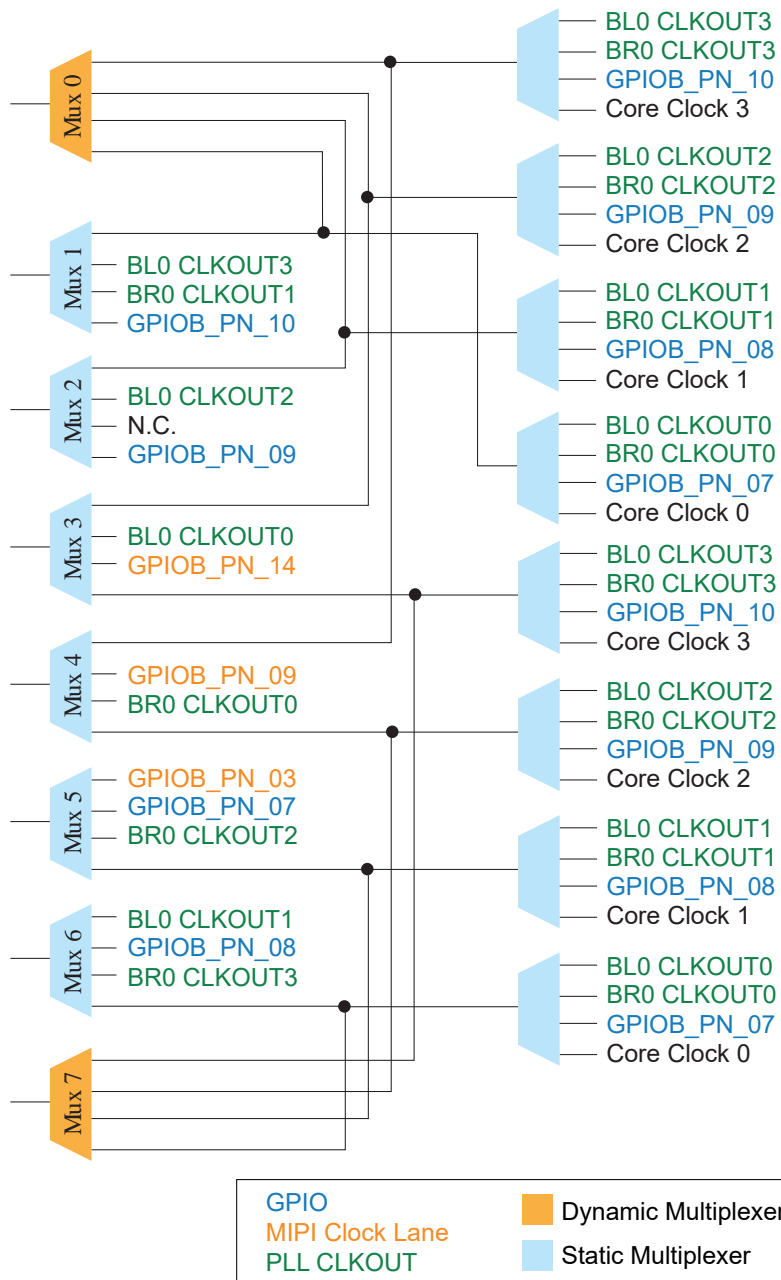 Mux 0
BL0 CLKOUT3
BR0 CLKOUT3
GPIOB_PN_10
Core Clock 3
BL0 CLKOUT2
BR0 CLKOUT2
GPIOB_PN_09
Core Clock 2
Mux 1
BL0 CLKOUT3
BR0 CLKOUT1
GPIOB_PN_10
BL0 CLKOUT1
BR0 CLKOUT1
GPIOB_PN_08
Core Clock 1
Mux 2
BL0 CLKOUT2
N.C.
GPIOB_PN_09
BL0 CLKOUT0
BR0 CLKOUT0
GPIOB_PN_07
Core Clock 0
Mux 3
BL0 CLKOUT0
GPIOB_PN_14
BL0 CLKOUT3
BR0 CLKOUT3
GPIOB_PN_10
Core Clock 3
Mux 4
GPIOB_PN_09
BR0 CLKOUT0
BL0 CLKOUT2
BR0 CLKOUT2
GPIOB_PN_09
Core Clock 2
Mux 5
GPIOB_PN_03
GPIOB_PN_07
BR0 CLKOUT2
BL0 CLKOUT1
BR0 CLKOUT1
GPIOB_PN_08
Core Clock 1
Mux 6
BL0 CLKOUT1
GPIOB_PN_08
BR0 CLKOUT3
BL0 CLKOUT0
BR0 CLKOUT0
GPIOB_PN_07
Core Clock 0
Mux 7
GPIO
MIPI Clock Lane
PLL CLKOUT
Dynamic Multiplexer
Static Multiplexer